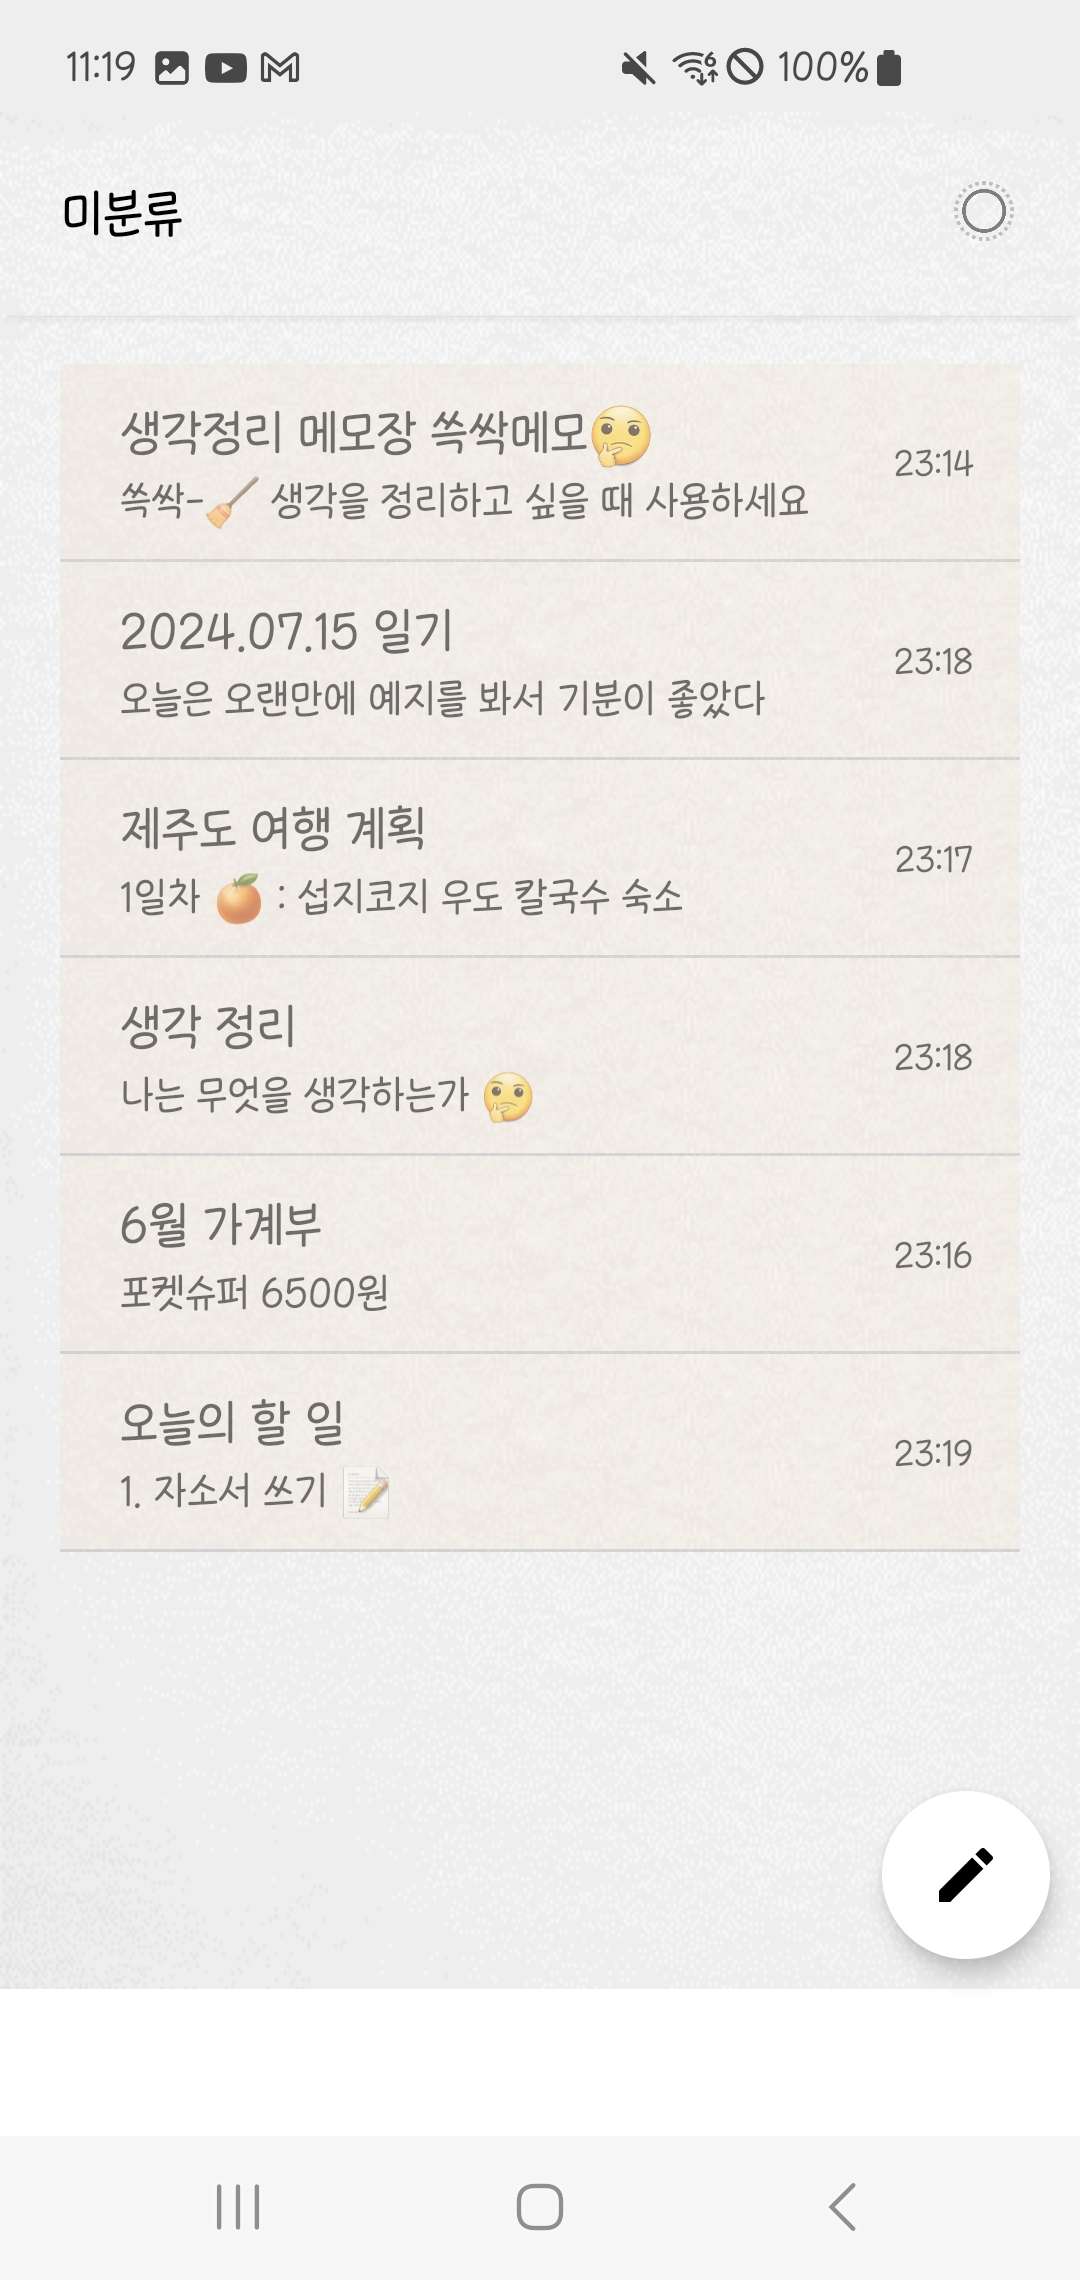 11:19 100%
미분류
생각정리 메모장 쓱싹메모🤔
쓱싹-🧹 생각을 정리하고 싶을 때 사용하세요
23:14
2024.07.15 일기
오늘은 오랜만에 예지를 봐서 기분이 좋았다
23:18
제주도 여행 계획
1일차 🍊 : 섭지코지 우도 칼국수 숙소
23:17
생각 정리
나는 무엇을 생각하는가 🤔
23:18
6월 가계부
포켓슈퍼 6500원
23:16
오늘의 할 일
1. 자소서 쓰기 📝
23:19